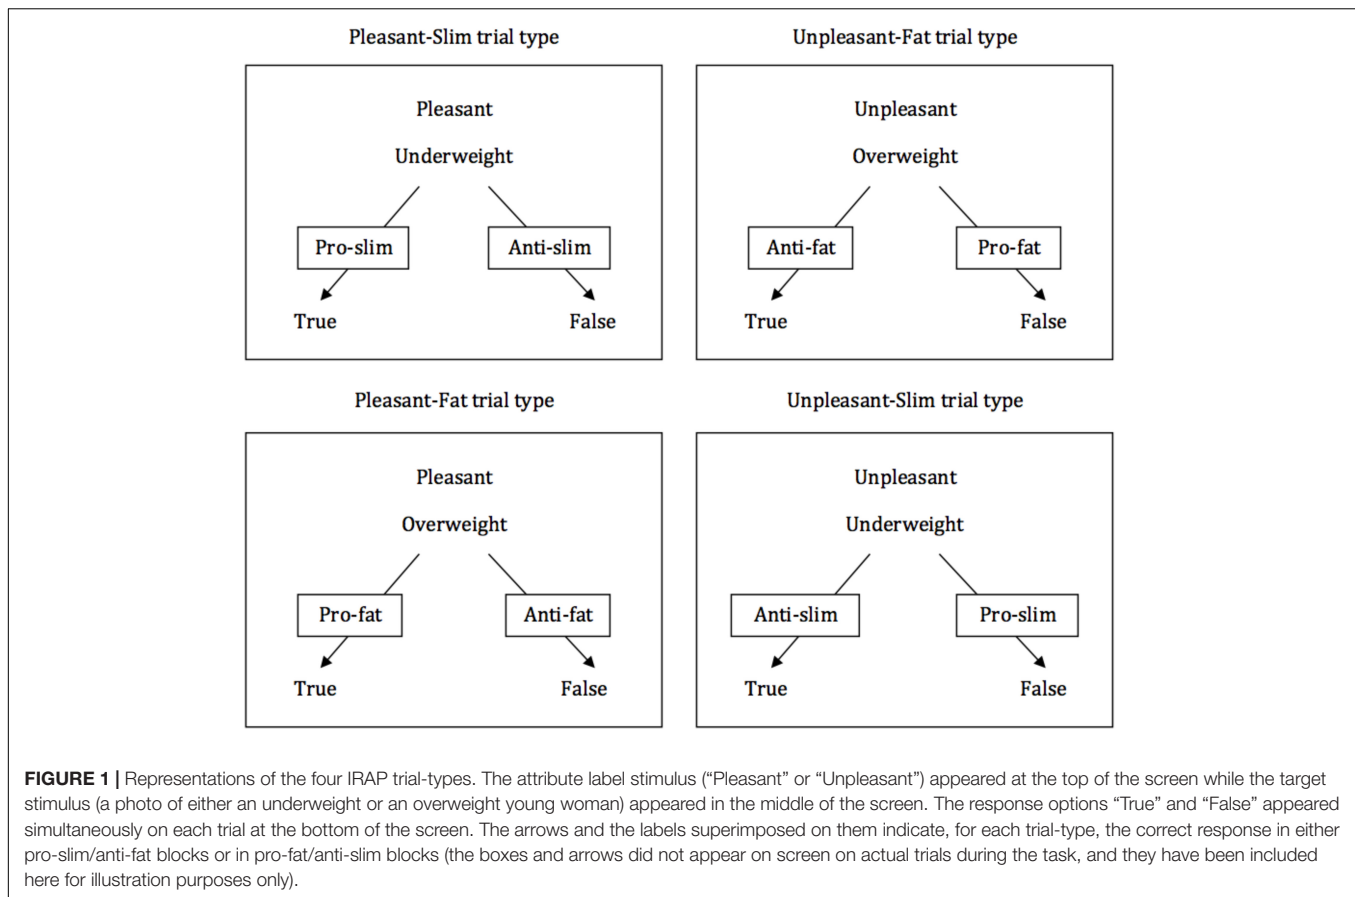 Pleasant-Slim trial type
Pleasant
Underweight
Pro-slim
Anti-slim
True
False
Unpleasant-Fat trial type
Unpleasant
Overweight
Anti-fat
Pro-fat
True
False
Pleasant-Fat trial type
Pleasant
Overweight
Pro-fat
Anti-fat
True
False
Unpleasant-Slim trial type
Unpleasant
Underweight
Anti-slim
Pro-slim
True
False
FIGURE 1 | Representations of the four IRAP trial-types. The attribute label stimulus (“Pleasant” or “Unpleasant”) appeared at the top of the screen while the target
stimulus (a photo of either an underweight or an overweight young woman) appeared in the middle of the screen. The response options “True” and “False” appeared
simultaneously on each trial at the bottom of the screen. The arrows and the labels superimposed on them indicate, for each trial-type, the correct response in either
pro-slim/anti-fat blocks or in pro-fat/anti-slim blocks (the boxes and arrows did not appear on screen on actual trials during the task, and they have been included
here for illustration purposes only).